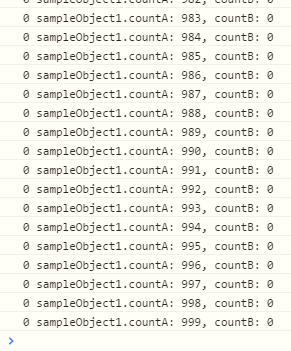 0 sampleObject1.countA: 982, countB: 0
0 sampleObject1.countA: 983, countB: 0
0 sampleObject1.countA: 984, countB: 0
0 sampleObject1.countA: 985, countB: 0
0 sampleObject1.countA: 986, countB: 0
0 sampleObject1.countA: 987, countB: 0
0 sampleObject1.countA: 988, countB: 0
0 sampleObject1.countA: 989, countB: 0
0 sampleObject1.countA: 990, countB: 0
0 sampleObject1.countA: 991, countB: 0
0 sampleObject1.countA: 992, countB: 0
0 sampleObject1.countA: 993, countB: 0
0 sampleObject1.countA: 994, countB: 0
0 sampleObject1.countA: 995, countB: 0
0 sampleObject1.countA: 996, countB: 0
0 sampleObject1.countA: 997, countB: 0
0 sampleObject1.countA: 998, countB: 0
0 sampleObject1.countA: 999, countB: 0
>